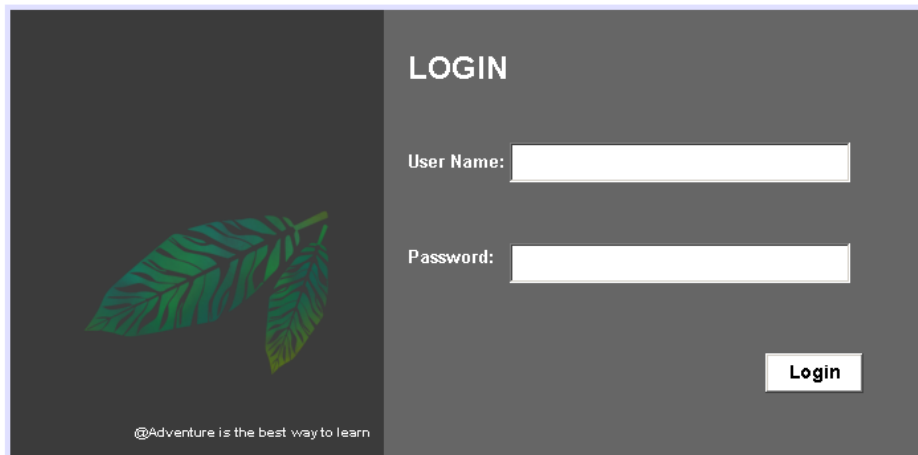 LOGIN
User Name:
Password:
Login
@Adventure is the best way to learn